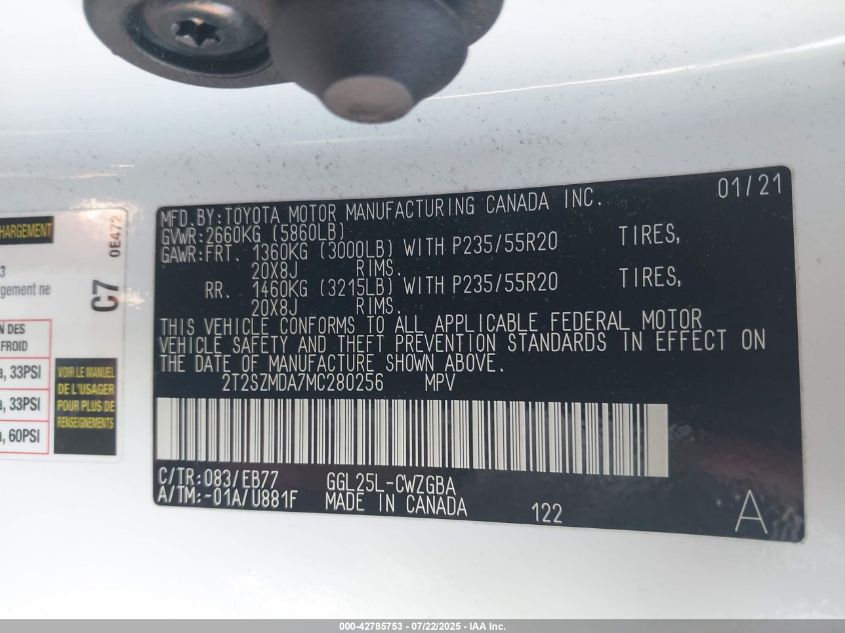 HARGEMENT
3
rgement ne
N DES
FROID
a, 33PSI
a, 33PSI
a, 60PSI
VOIR LE MANUEL
DE L'USAGER
POUR PLUS DE
RENSEIGNEMENTS
C7 0E472
01/21
MFD. BY: TOYOTA MOTOR MANUFACTURING CANADA INC.
GVWR: 2660KG (5860LB)
GAWR: FRT. 1360KG (3000LB) WITH P235/55R20 TIRES,
20X8J RIMS.
RR. 1460KG (3215LB) WITH P235/55R20 TIRES,
20X8J RIMS.
THIS VEHICLE CONFORMS TO ALL APPLICABLE FEDERAL MOTOR
VEHICLE SAFETY AND THEFT PREVENTION STANDARDS IN EFFECT ON
THE DATE OF MANUFACTURE SHOWN ABOVE.
2T2SZMDA7MC280256 MPV
C/TR: 083/EB77 GGL25L-CWZGBA
A/TM: -01A/U881F MADE IN CANADA 122 A
000-42785753 - 07/22/2025 - IAA Inc.